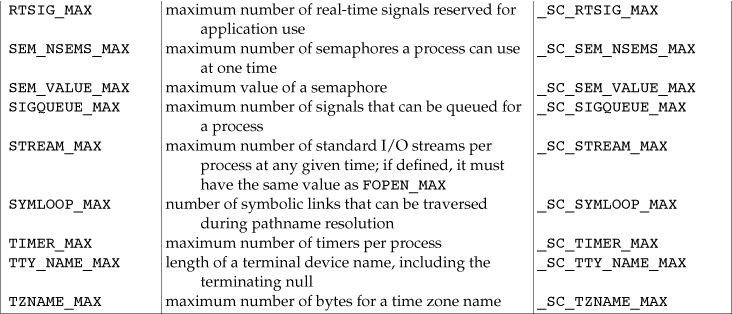 RTSIG_MAX maximum number of real-time signals reserved for _SC_RTSIG_MAX
application use
SEM_NSEMS_MAX maximum number of semaphores a process can use _SC_SEM_NSEMS_MAX
at one time
SEM_VALUE_MAX maximum value of a semaphore _SC_SEM_VALUE_MAX
SIGQUEUE_MAX maximum number of signals that can be queued for _SC_SIGQUEUE_MAX
a process
STREAM_MAX maximum number of standard I/O streams per _SC_STREAM_MAX
process at any given time; if defined, it must
have the same value as FOPEN_MAX
SYMLOOP_MAX number of symbolic links that can be traversed _SC_SYMLOOP_MAX
during pathname resolution
TIMER_MAX maximum number of timers per process _SC_TIMER_MAX
TTY_NAME_MAX length of a terminal device name, including the _SC_TTY_NAME_MAX
terminating null
TZNAME_MAX maximum number of bytes for a time zone name _SC_TZNAME_MAX